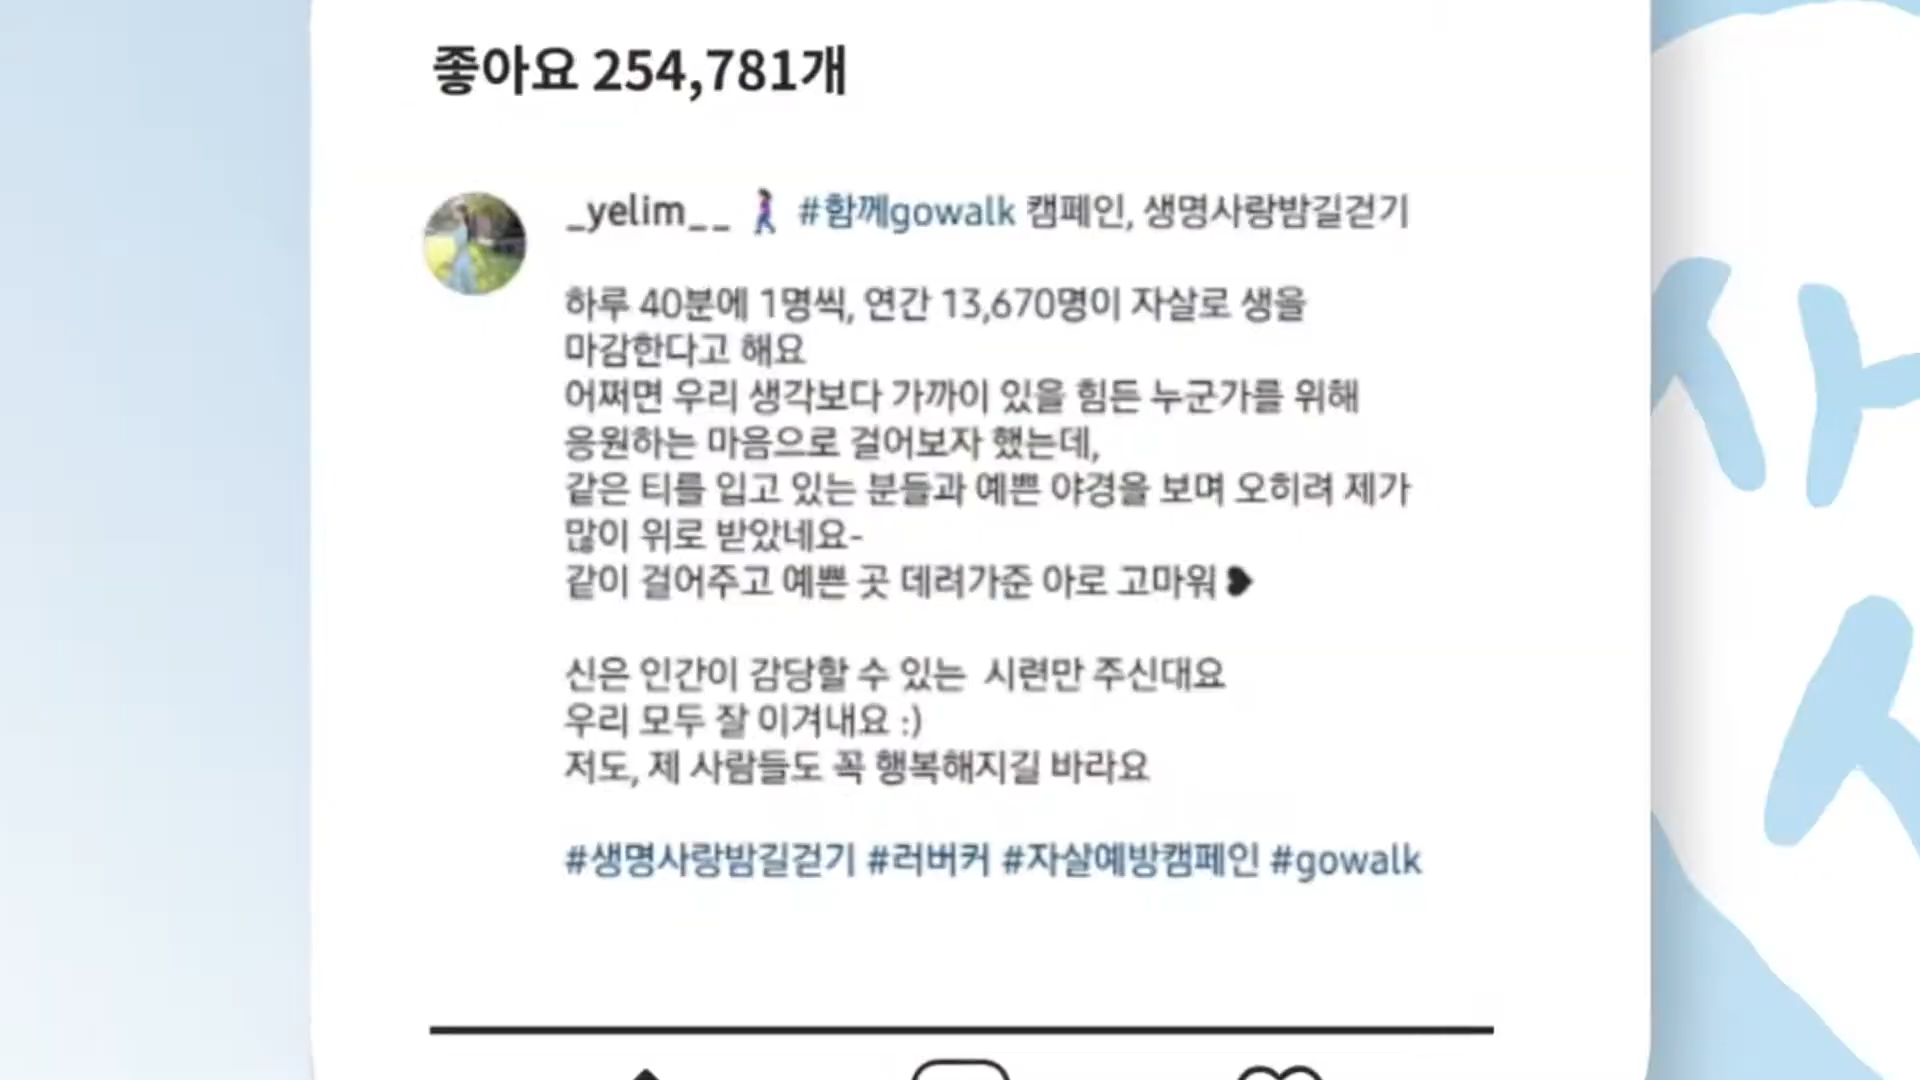 좋아요 254,781개
_yelim__ 🚶‍♀️ #함께gowalk 캠페인, 생명사랑밤길걷기
하루 40분에 1명씩, 연간 13,670명이 자살로 생을
마감한다고 해요
어쩌면 우리 생각보다 가까이 있을 힘든 누군가를 위해
응원하는 마음으로 걸어보자 했는데,
같은 티를 입고 있는 분들과 예쁜 야경을 보며 오히려 제가
많이 위로 받았네요-
같이 걸어주고 예쁜 곳 데려가준 아로 고마워❥
신은 인간이 감당할 수 있는  시련만 주신대요
우리 모두 잘 이겨내요 :)
저도, 제 사람들도 꼭 행복해지길 바라요
#생명사랑밤길걷기 #러버커 #자살예방캠페인 #gowalk